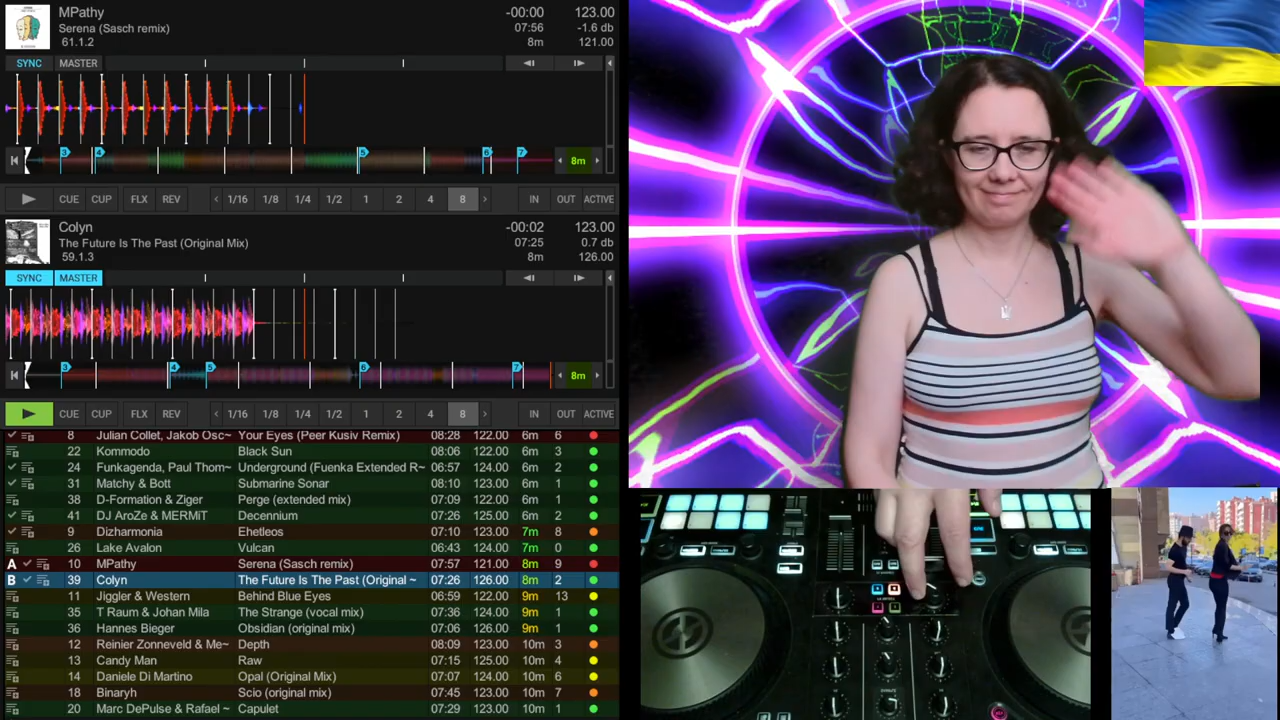 MPathy -00:00 123.00
Serena (Sasch remix) 07:56 -1.6 db
61.1.2 8m 121.00
SYNC MASTER
3 4 5 6 7 8m
CUE CUP FLX REV 1/16 1/8 1/4 1/2 1 2 4 8 IN OUT ACTIVE
Colyn -00:02 123.00
The Future Is The Past (Original Mix) 07:25 0.7 db
59.1.3 8m 126.00
SYNC MASTER
3 4 5 6 7 8m
CUE CUP FLX REV 1/16 1/8 1/4 1/2 1 2 4 8 IN OUT ACTIVE
8 Julian Collet, Jakob Osc~ Your Eyes (Peer Kusiv Remix) 08:28 122.00 6m 6
22 Kommodo Black Sun 08:06 122.00 6m 3
24 Funkagenda, Paul Thom~ Underground (Fuenka Extended R~ 06:57 124.00 6m 2
31 Matchy & Bott Submarine Sonar 08:10 123.00 6m 1
38 D-Formation & Ziger Perge (extended mix) 07:09 122.00 6m 1
41 DJ AroZe & MERMiT Decennium 07:26 125.00 6m 2
9 Dizharmonia Ehetleos 07:10 123.00 7m 8
26 Lake Avalon Vulcan 06:43 124.00 7m 0
A 10 MPathy Serena (Sasch remix) 07:57 121.00 8m 9
B 39 Colyn The Future Is The Past (Original ~ 07:26 126.00 8m 2
11 Jiggler & Western Behind Blue Eyes 06:59 122.00 9m 13
35 T Raum & Johan Mila The Strange (vocal mix) 07:36 124.00 9m 1
36 Hannes Bieger Obsidian (original mix) 07:06 126.00 9m 1
12 Reinier Zonneveld & Me~ Depth 08:09 123.00 10m 3
13 Candy Man Raw 07:15 125.00 10m 4
14 Daniele Di Martino Opal (Original Mix) 07:07 124.00 10m 6
18 Binaryh Scio (original mix) 07:45 123.00 10m 7
20 Marc DePulse & Rafael ~ Capulet 07:29 123.00 10m 1